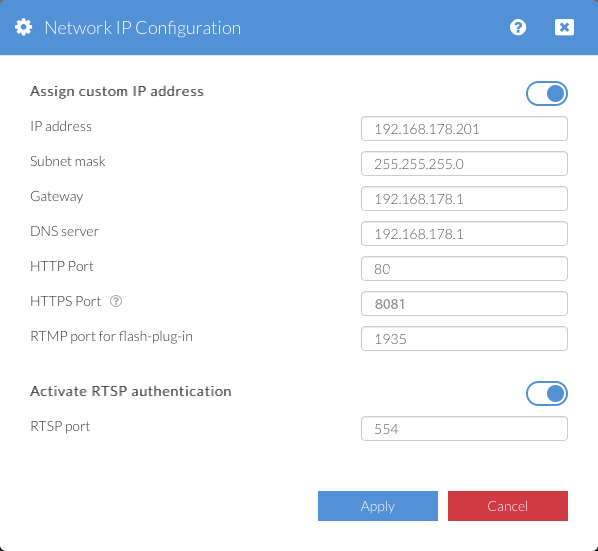 Network IP Configuration ?
Assign custom IP address
IP address 192.168.178.201
Subnet mask 255.255.255.0
Gateway 192.168.178.1
DNS server 192.168.178.1
HTTP Port 80
HTTPS Port ? 8081
RTMP port for flash-plug-in 1935
Activate RTSP authentication
RTSP port 554
Apply Cancel